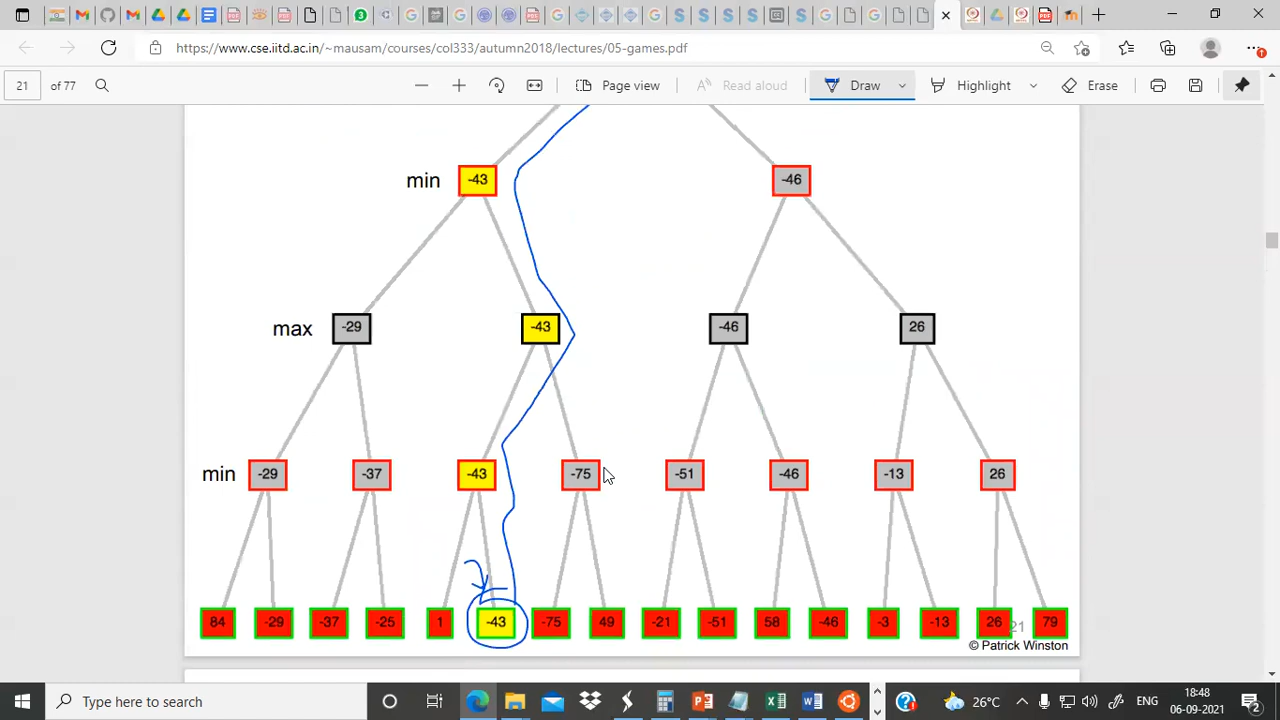 https://www.cse.iitd.ac.in/~mausam/courses/col333/autumn2018/lectures/05-games.pdf
21 of 77 Page view Read aloud Draw Highlight Erase
min -43 -46
max -29 -43 -46 26
min -29 -37 -43 -75 -51 -46 -13 26
84 -29 -37 -25 1 -43 -75 49 -21 -51 58 -46 -3 -13 26 21 79
© Patrick Winston
Type here to search 26°C ENG 18:48
06-09-2021